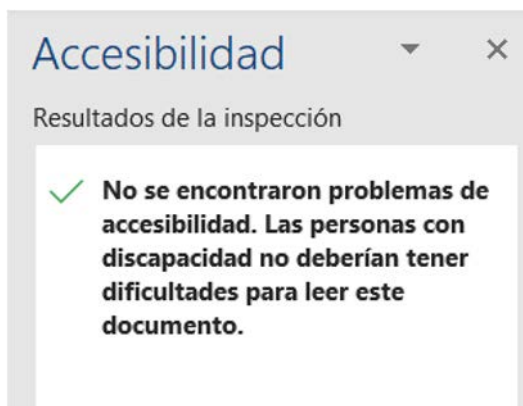 Accesibilidad
Resultados de la inspección
No se encontraron problemas de
accesibilidad. Las personas con
discapacidad no deberían tener
dificultades para leer este
documento.